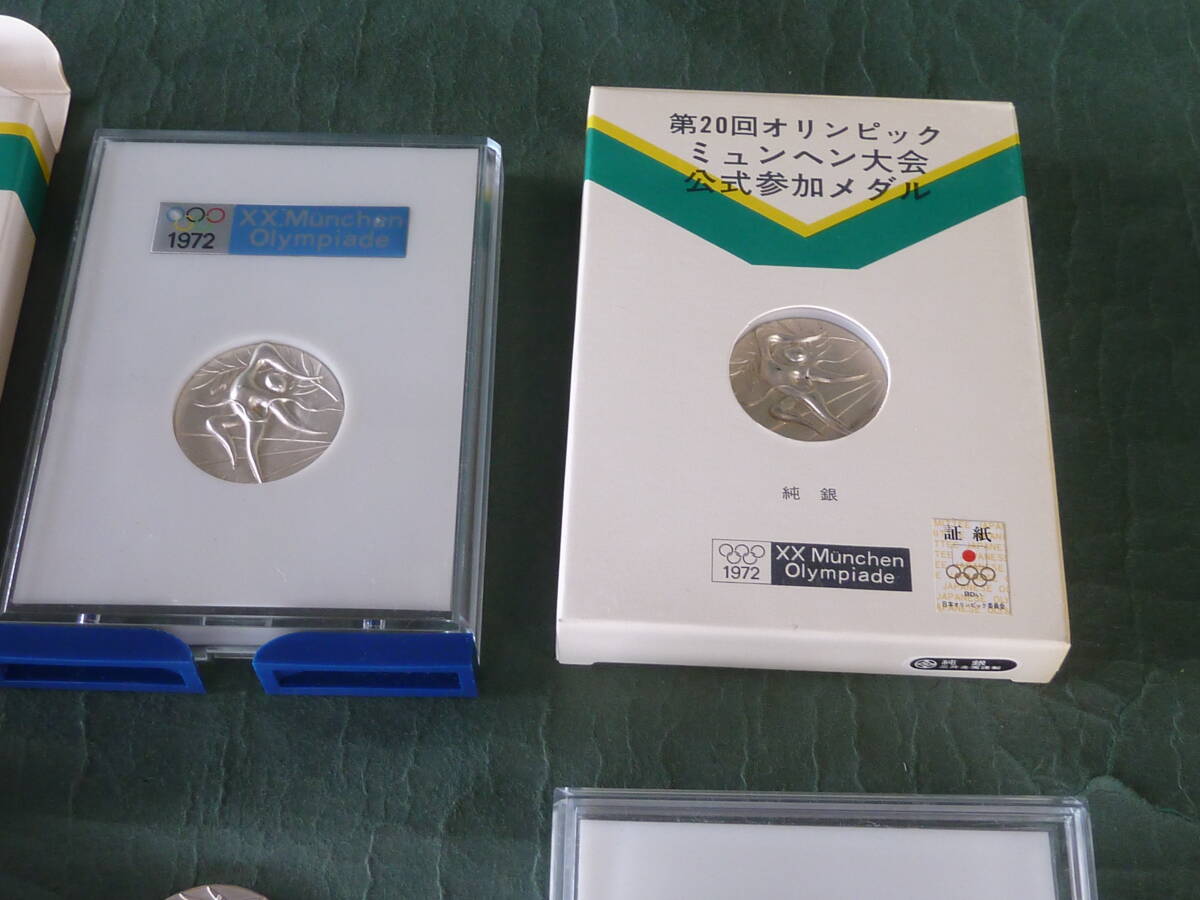 XX.München
Olympiade
1972
第20回オリンピック
ミュンヘン大会
公式参加メダル
純 銀
XX München
Olympiade
1972
証 紙
日本オリンピック委員会
純 銀